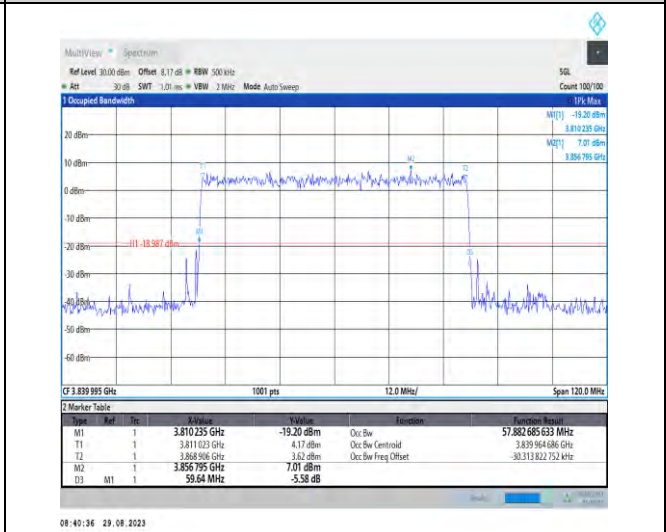 MultiView Spectrum
Ref Level 30.00 dBm Offset 8.17 dB RBW 500 kHz SGL
Att 30 dB SWT 1.01 ms VBW 2 MHz Mode Auto Sweep Count 100/100
1 Occupied Bandwidth 1Pk Max
M1[1] -19.20 dBm
3.810 235 GHz
M2[1] 7.01 dBm
3.856 795 GHz
20 dBm
10 dBm
T1 M2 T2
0 dBm
-10 dBm
M1
-20 dBm H1 -18.987 dBm
D3
-30 dBm
-40 dBm
-50 dBm
-60 dBm
CF 3.839 995 GHz 1001 pts 12.0 MHz/ Span 120.0 MHz
2 Marker Table
Type Ref Trc X-Value Y-Value Function Function Result
M1 1 3.810 235 GHz -19.20 dBm Occ Bw 57.882 685 633 MHz
T1 1 3.811 023 GHz 4.17 dBm Occ Bw Centroid 3.839 964 686 GHz
T2 1 3.868 906 GHz 3.62 dBm Occ Bw Freq Offset -30.313 822 752 kHz
M2 1 3.856 795 GHz 7.01 dBm
D3 M1 1 59.64 MHz -5.58 dB
08:40:36 29.08.2023